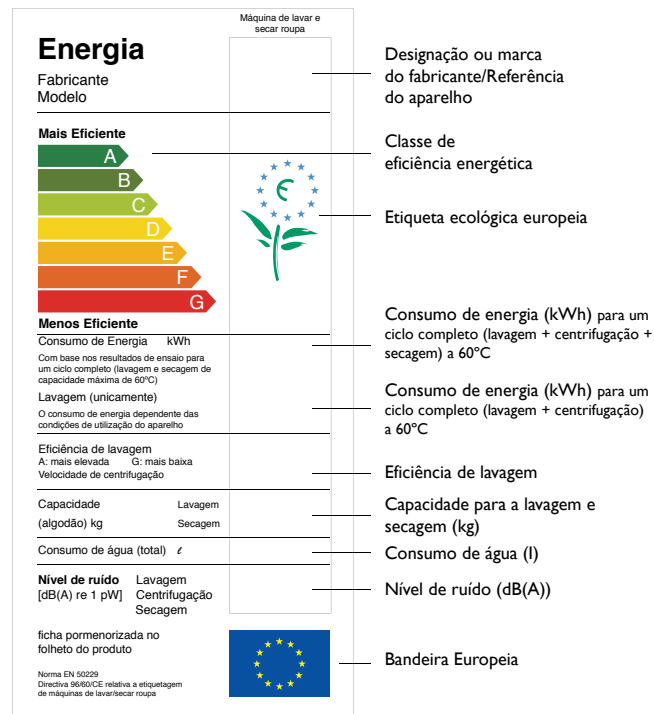 Máquina de lavar e
secar roupa
Energia
Fabricante
Modelo
Designação ou marca
do fabricante/Referência
do aparelho
Mais Eficiente
A
B
C
D
E
F
G
Classe de
eficiência energética
Etiqueta ecológica europeia
Menos Eficiente
Consumo de Energia kWh
Com base nos resultados de ensaio para
um ciclo completo (lavagem e secagem de
capacidade máxima de 60ºC)
Consumo de energia (kWh) para um
ciclo completo (lavagem + centrifugação +
secagem) a 60ºC
Lavagem (unicamente)
O consumo de energia dependente das
condições de utilização do aparelho
Consumo de energia (kWh) para um
ciclo completo (lavagem + centrifugação)
a 60ºC
Eficiência de lavagem
A: mais elevada G: mais baixa
Velocidade de centrifugação
Eficiência de lavagem
Capacidade Lavagem
(algodão) kg Secagem
Capacidade para a lavagem e
secagem (kg)
Consumo de água (total) ℓ
Consumo de água (l)
Nível de ruído Lavagem
[dB(A) re 1 pW] Centrifugação
Secagem
Nível de ruído (dB(A))
ficha pormenorizada no
folheto do produto
Norma EN 50229
Directiva 96/60/CE relativa a etiquetagem
de máquinas de lavar/secar roupa
Bandeira Europeia